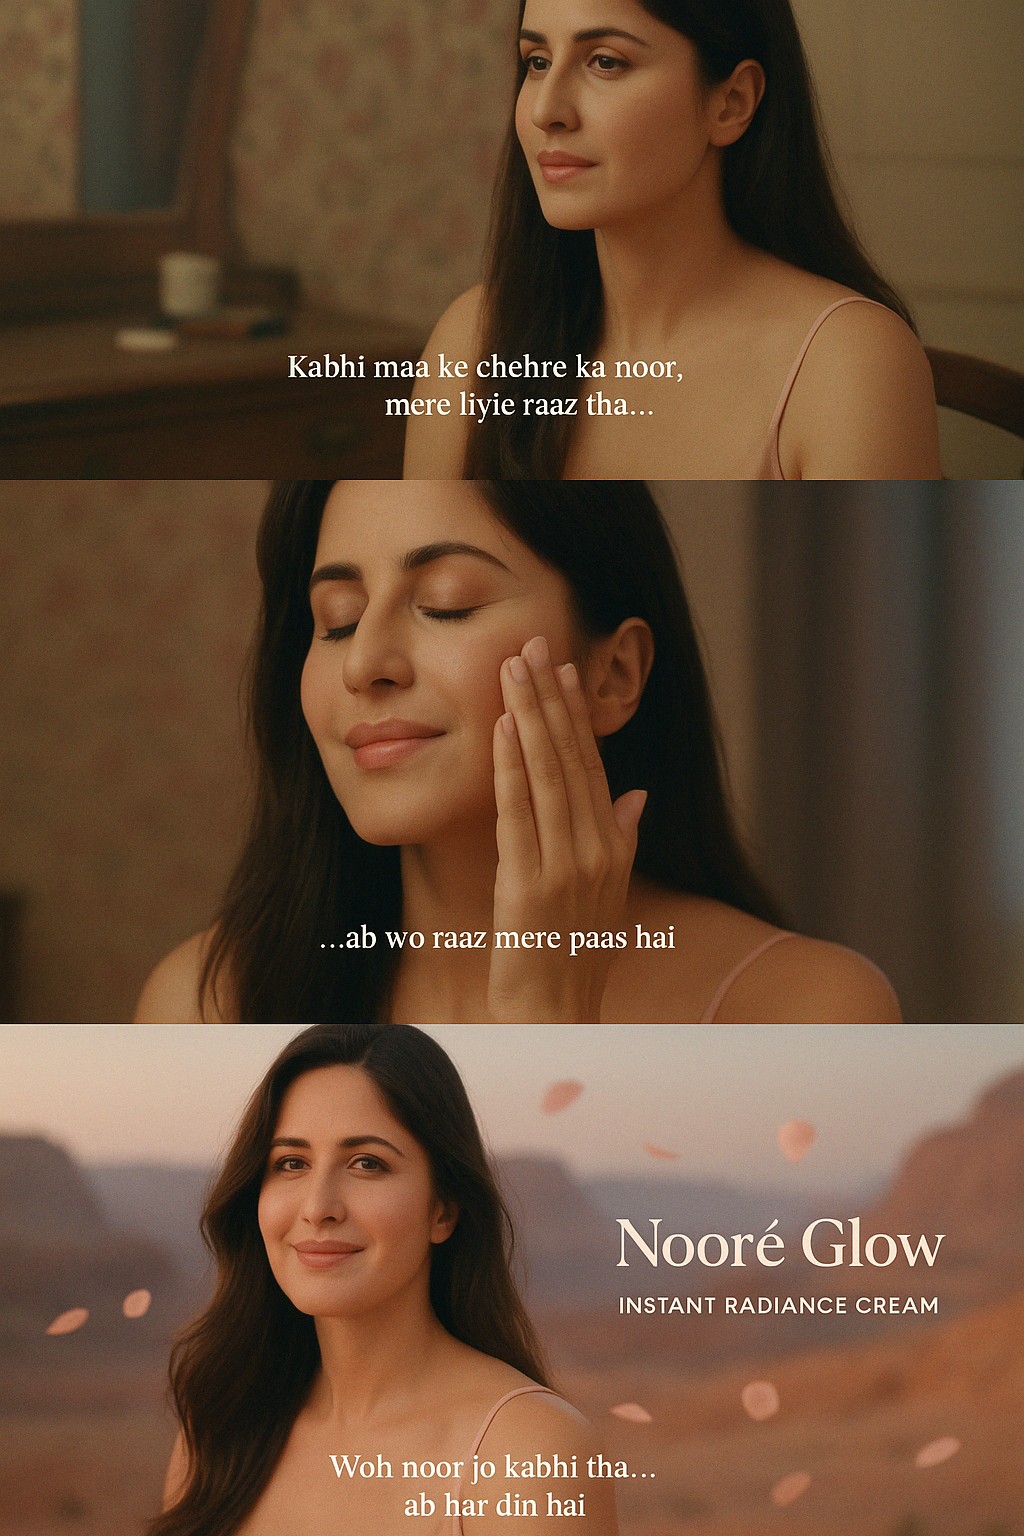 Kabhi maa ke chehre ka noor,
mere liyie raaz tha...
...ab wo raaz mere paas hai
Nooré Glow
INSTANT RADIANCE CREAM
Woh noor jo kabhi tha...
ab har din hai